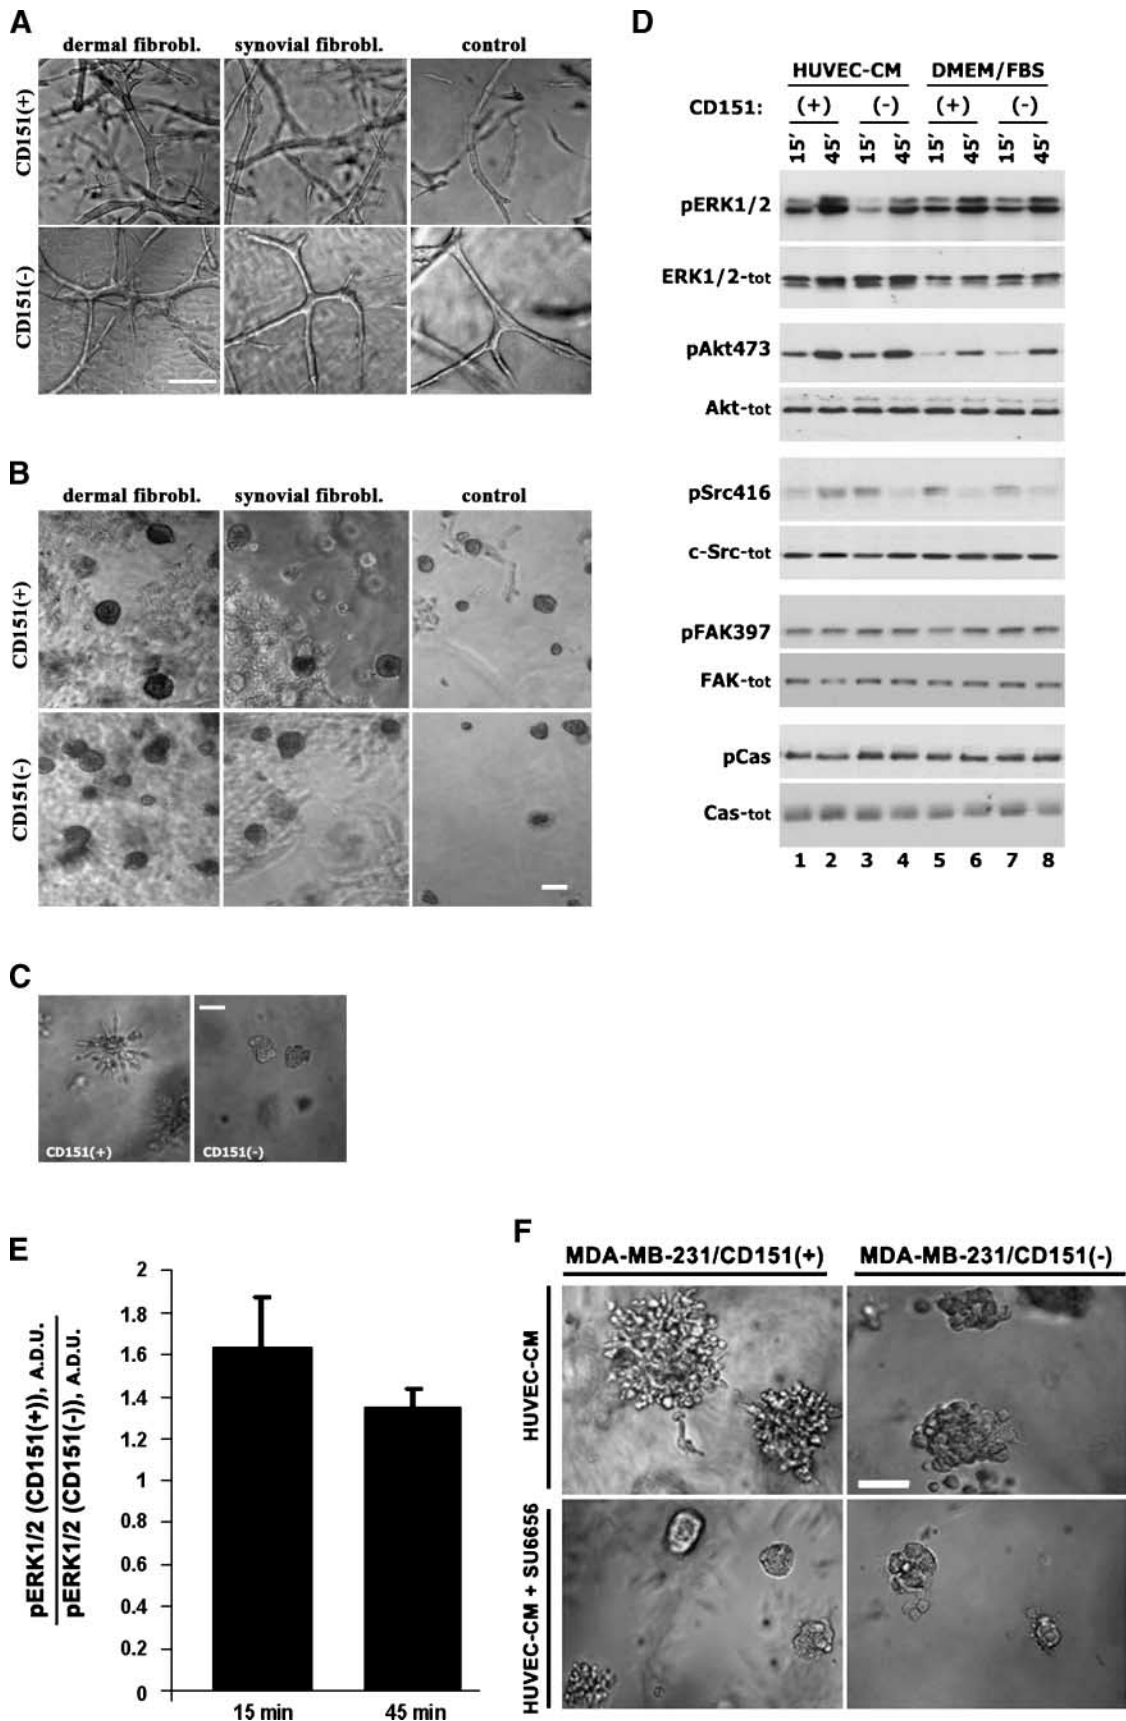 A
dermal fibrobl. synovial fibrobl. control
CD151(+)
CD151(-)
B
dermal fibrobl. synovial fibrobl. control
CD151(+)
CD151(-)
C
CD151(+)
CD151(-)
D
HUVEC-CM DMEM/FBS
CD151: (+) (-) (+) (-)
15′ 45′ 15′ 45′ 15′ 45′ 15′ 45′
pERK1/2
ERK1/2-tot
pAkt473
Akt-tot
pSrc416
c-Src-tot
pFAK397
FAK-tot
pCas
Cas-tot
1 2 3 4 5 6 7 8
E
pERK1/2 (CD151(+)), A.D.U.
pERK1/2 (CD151(-)), A.D.U.
2
1.8
1.6
1.4
1.2
1
0.8
0.6
0.4
0.2
0
15 min 45 min
F
MDA-MB-231/CD151(+) MDA-MB-231/CD151(-)
HUVEC-CM
HUVEC-CM + SU6656